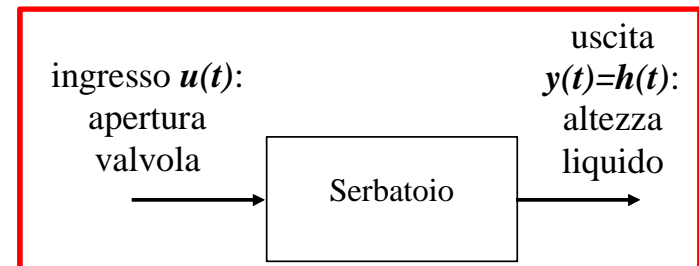 ingresso u(t):
apertura
valvola
Serbatoio
uscita
y(t)=h(t):
altezza
liquido